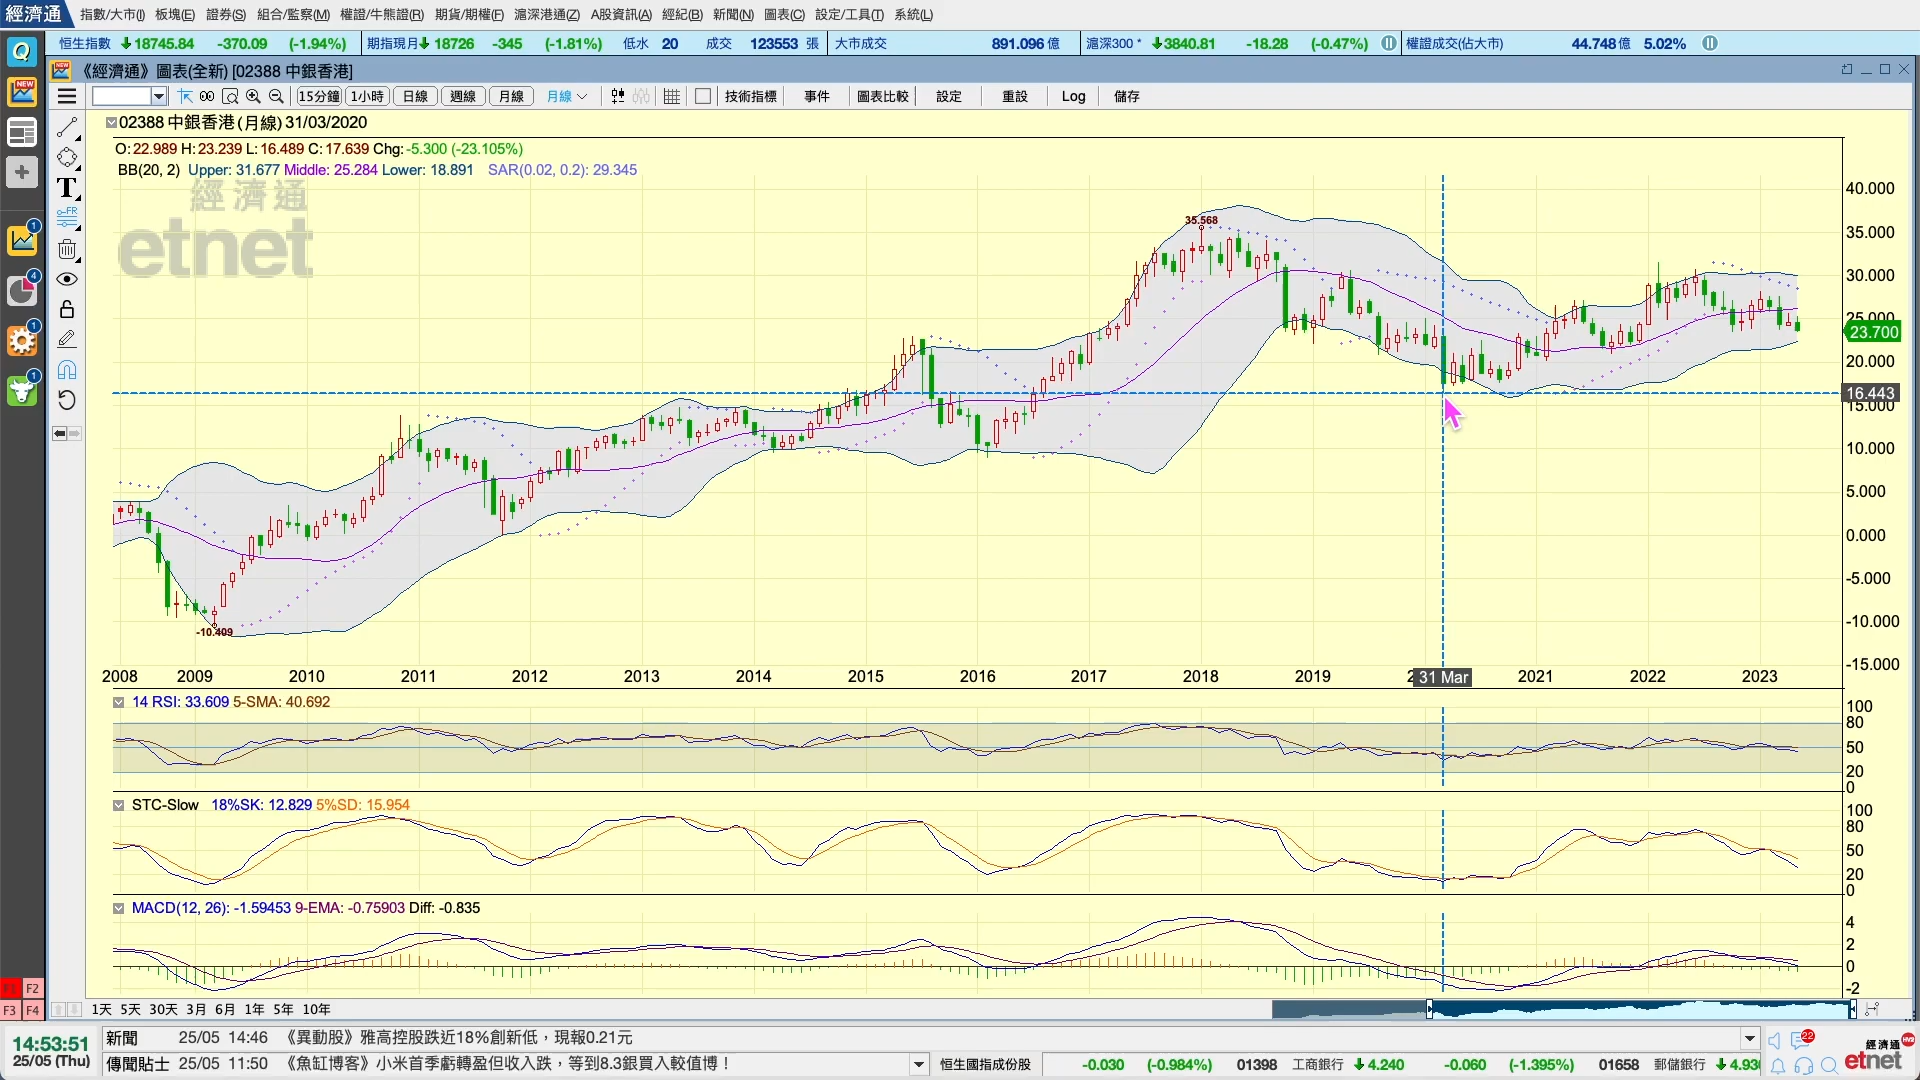 經濟通 指數/大市(I) 板塊(E) 證券(S) 組合/監察(M) 權證/牛熊證(R) 期貨/期權(F) 滬深港通(Z) A股資訊(A) 經紀(B) 新聞(N) 圖表(C) 設定/工具(T) 系統(L)
恒生指數 18745.84 -370.09 (-1.94%) 期指現月 18726 -345 (-1.81%) 低水 20 成交 123553 張 大市成交 891.096 億 滬深300 * 3840.81 -18.28 (-0.47%) 權證成交(佔大市) 44.748 億 5.02%
《經濟通》圖表(全新) [02388 中銀香港]
15分鐘 1小時 日線 週線 月線 月線 技術指標 事件 圖表比較 設定 重設 Log 儲存
02388 中銀香港(月線) 31/03/2020
O:22.989 H:23.239 L:16.489 C:17.639 Chg:-5.300 (-23.105%)
BB(20, 2) Upper: 31.677 Middle: 25.284 Lower: 18.891 SAR(0.02, 0.2): 29.345
經濟通
etnet
40.000
35.568
35.000
30.000
25.000
23.700
20.000
16.443
15.000
10.000
5.000
0.000
-5.000
-10.000
-10.409
-15.000
2008 2009 2010 2011 2012 2013 2014 2015 2016 2017 2018 2019 31 Mar 2021 2022 2023
14 RSI: 33.609 5-SMA: 40.692
100
80
50
20
0
STC-Slow 18%SK: 12.829 5%SD: 15.954
100
80
50
20
0
MACD(12, 26): -1.59453 9-EMA: -0.75903 Diff: -0.835
4
2
0
-2
F1 F2
F3 F4
1天 5天 30天 3月 6月 1年 5年 10年
14:53:51
25/05 (Thu)
新聞 25/05 14:46 《異動股》雅高控股跌近18%創新低，現報0.21元
傳聞貼士 25/05 11:50 《魚缸博客》小米首季虧轉盈但收入跌，等到8.3銀買入較值博！
恒生國指成份股 -0.030 (-0.984%) 01398 工商銀行 4.240 -0.060 (-1.395%) 01658 郵儲銀行
22
經濟通
etnet